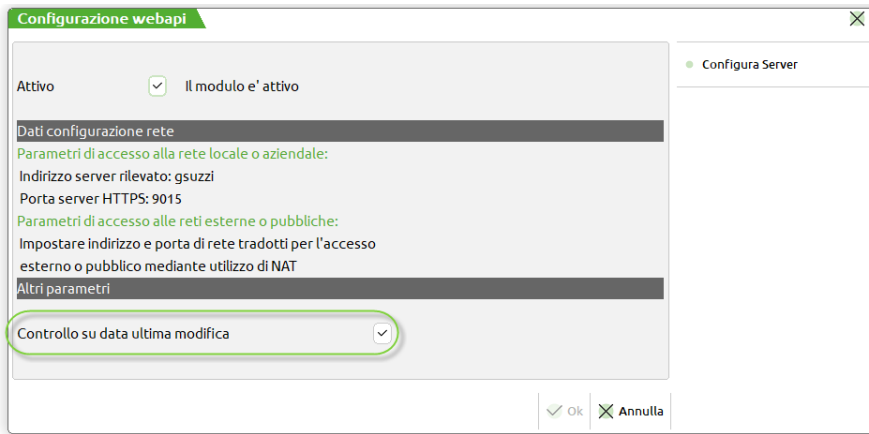 Configurazione webapi
Configura Server
Attivo Il modulo e' attivo
Dati configurazione rete
Parametri di accesso alla rete locale o aziendale:
Indirizzo server rilevato: gsuzzi
Porta server HTTPS: 9015
Parametri di accesso alle reti esterne o pubbliche:
Impostare indirizzo e porta di rete tradotti per l'accesso
esterno o pubblico mediante utilizzo di NAT
Altri parametri
Controllo su data ultima modifica
Ok Annulla